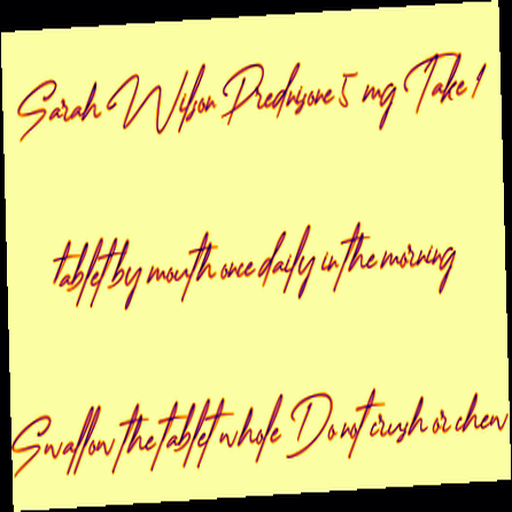 Sarah Wilson Prednisone 5 mg Take 1
tablet by mouth once daily in the morning
Swallow the tablet whole Do not crush or chew